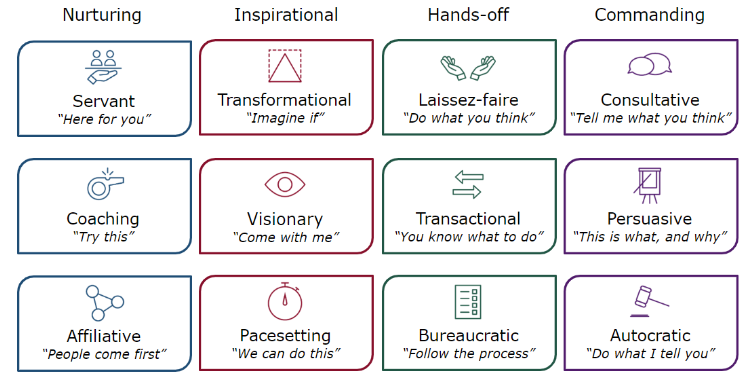 Nurturing
Inspirational
Hands-off
Commanding
Servant
“Here for you”
Transformational
“Imagine if”
Laissez-faire
“Do what you think”
Consultative
“Tell me what you think”
Coaching
“Try this”
Visionary
“Come with me”
Transactional
“You know what to do”
Persuasive
“This is what, and why”
Affiliative
“People come first”
Pacesetting
“We can do this”
Bureaucratic
“Follow the process”
Autocratic
“Do what I tell you”